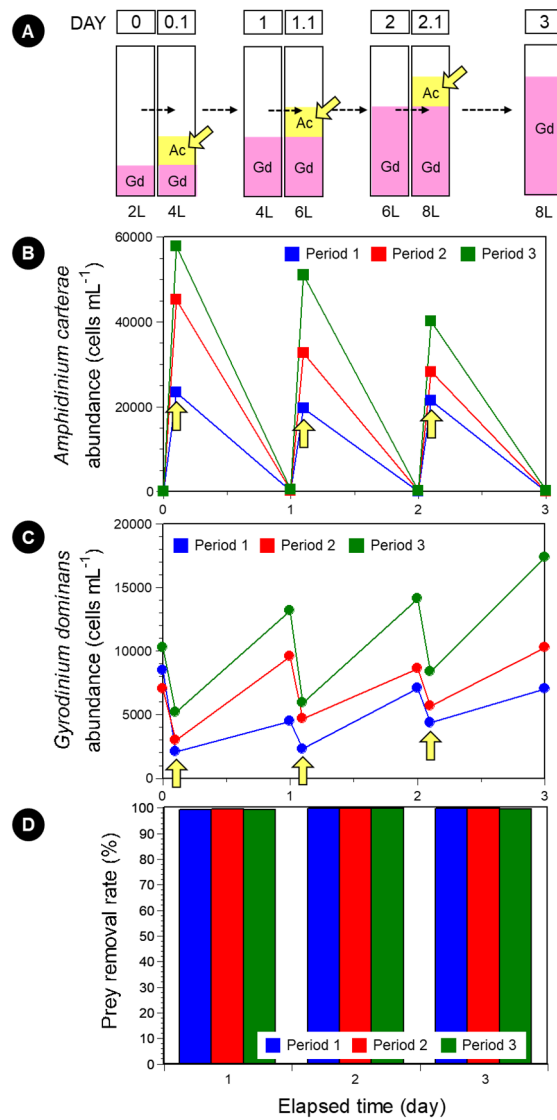 A
DAY 0 0.1 1 1.1 2 2.1 3
Ac Ac Ac
Gd Gd Gd Gd Gd Gd Gd
2L 4L 4L 6L 6L 8L 8L
B
Amphidinium carterae
abundance (cells mL-1)
60000
40000
20000
0
Period 1 Period 2 Period 3
0 1 2 3
C
Gyrodinium dominans
abundance (cells mL-1)
20000
15000
10000
5000
0
Period 1 Period 2 Period 3
0 1 2 3
D
Prey removal rate (%)
100
90
80
70
60
50
40
30
20
10
0
Period 1 Period 2 Period 3
1 2 3
Elapsed time (day)